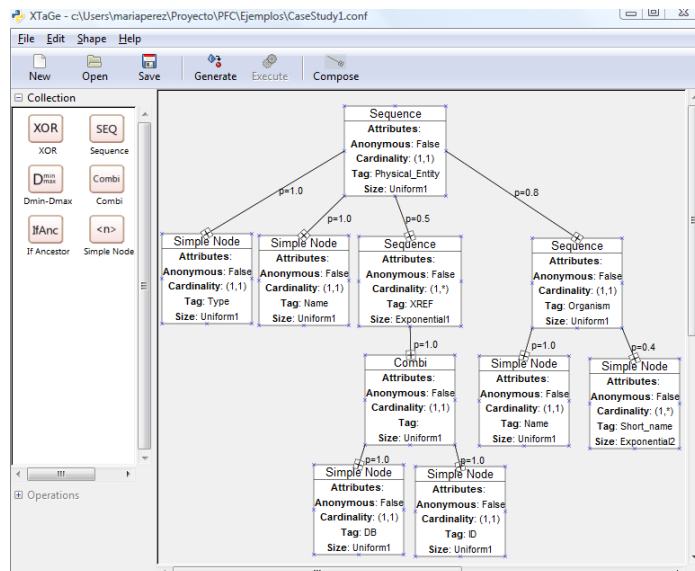 XTaGe - c:\Users\mariaperez\Proyecto\PFC\Ejemplos\CaseStudy1.conf
File Edit Shape Help
New Open Save Generate Execute Compose
Collection
XOR SEQ
XOR Sequence
Dmin Dmax Combi
Dmin-Dmax Combi
IfAnc <n>
If Ancestor Simple Node
Operations
Sequence
Attributes:
Anonymous: False
Cardinality: (1,1)
Tag: Physical_Entity
Size: Uniform1
p=1.0
p=1.0
p=0.5
p=0.8
Simple Node
Attributes:
Anonymous: False
Cardinality: (1,1)
Tag: Type
Size: Uniform1
Simple Node
Attributes:
Anonymous: False
Cardinality: (1,1)
Tag: Name
Size: Uniform1
Sequence
Attributes:
Anonymous: False
Cardinality: (1,*)
Tag: XREF
Size: Exponential1
Sequence
Attributes:
Anonymous: False
Cardinality: (1,1)
Tag: Organism
Size: Uniform1
p=1.0
p=1.0
p=0.4
Combi
Attributes:
Anonymous: False
Cardinality: (1,1)
Tag:
Size: Uniform1
Simple Node
Attributes:
Anonymous: False
Cardinality: (1,1)
Tag: Name
Size: Uniform1
Simple Node
Attributes:
Anonymous: False
Cardinality: (1,*)
Tag: Short_name
Size: Exponential2
p=1.0
p=1.0
Simple Node
Attributes:
Anonymous: False
Cardinality: (1,1)
Tag: DB
Size: Uniform1
Simple Node
Attributes:
Anonymous: False
Cardinality: (1,1)
Tag: ID
Size: Uniform1